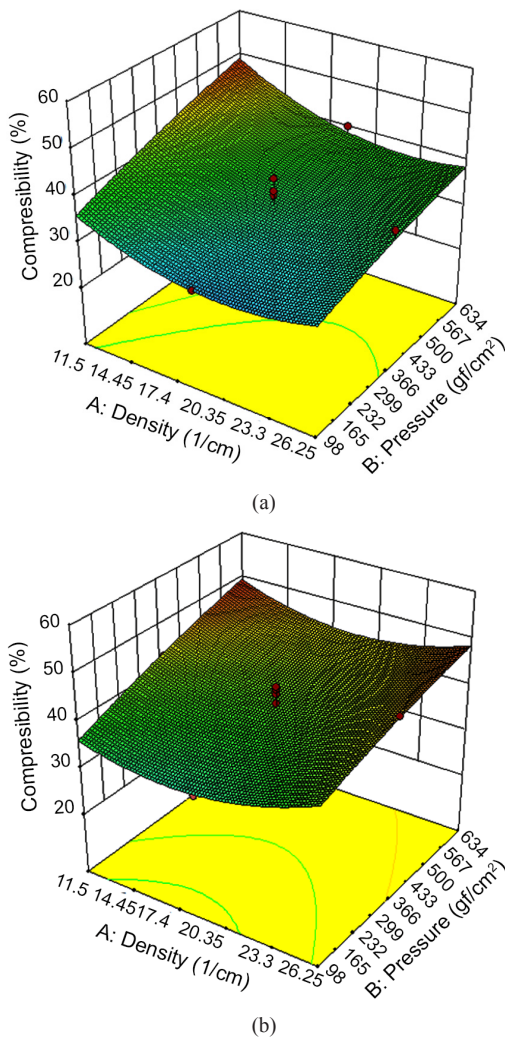 60
50
40
30
20
Compresibility (%)
11.5 14.45 17.4 20.35 23.3 26.25
A: Density (1/cm)
98 165 232 299 366 433 500 567 634
B: Pressure (gf/cm²)
(a)
60
50
40
30
20
Compresibility (%)
11.5 14.45 17.4 20.35 23.3 26.25
A: Density (1/cm)
98 165 232 299 366 433 500 567 634
B: Pressure (gf/cm²)
(b)